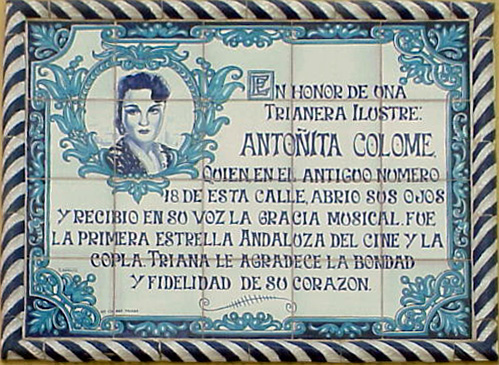 EN HONOR DE UNA
TRIANERA ILUSTRE:
ANTOÑITA COLOME,
QUIEN EN EL ANTIGUO NUMERO
18 DE ESTA CALLE, ABRIO SUS OJOS
Y RECIBIO EN SU VOZ LA GRACIA MUSICAL. FUE
LA PRIMERA ESTRELLA ANDALUZA DEL CINE Y LA
COPLA. TRIANA LE AGRADECE LA BONDAD
Y FIDELIDAD DE SU CORAZON.